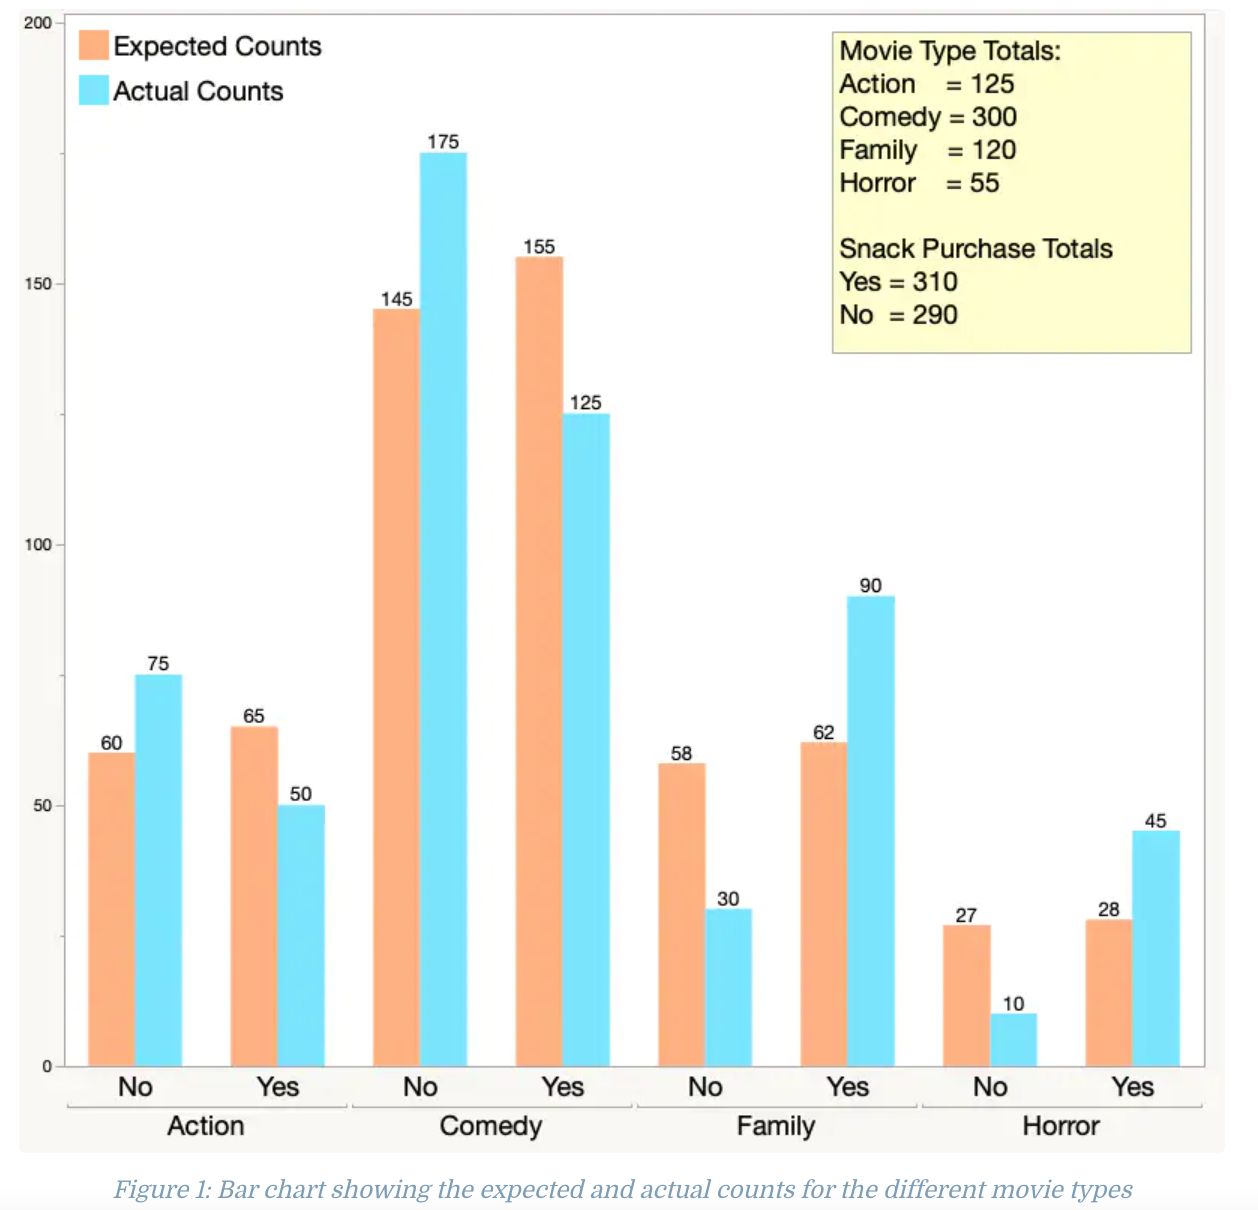 200
Expected Counts
Actual Counts
Movie Type Totals:
Action = 125
Comedy = 300
Family = 120
Horror = 55
Snack Purchase Totals
Yes = 310
No = 290
175
155
150
145
125
100
90
75
65
60
62
58
50
50
45
30
27
28
10
0
No Yes No Yes No Yes No Yes
Action Comedy Family Horror
Figure 1: Bar chart showing the expected and actual counts for the different movie types